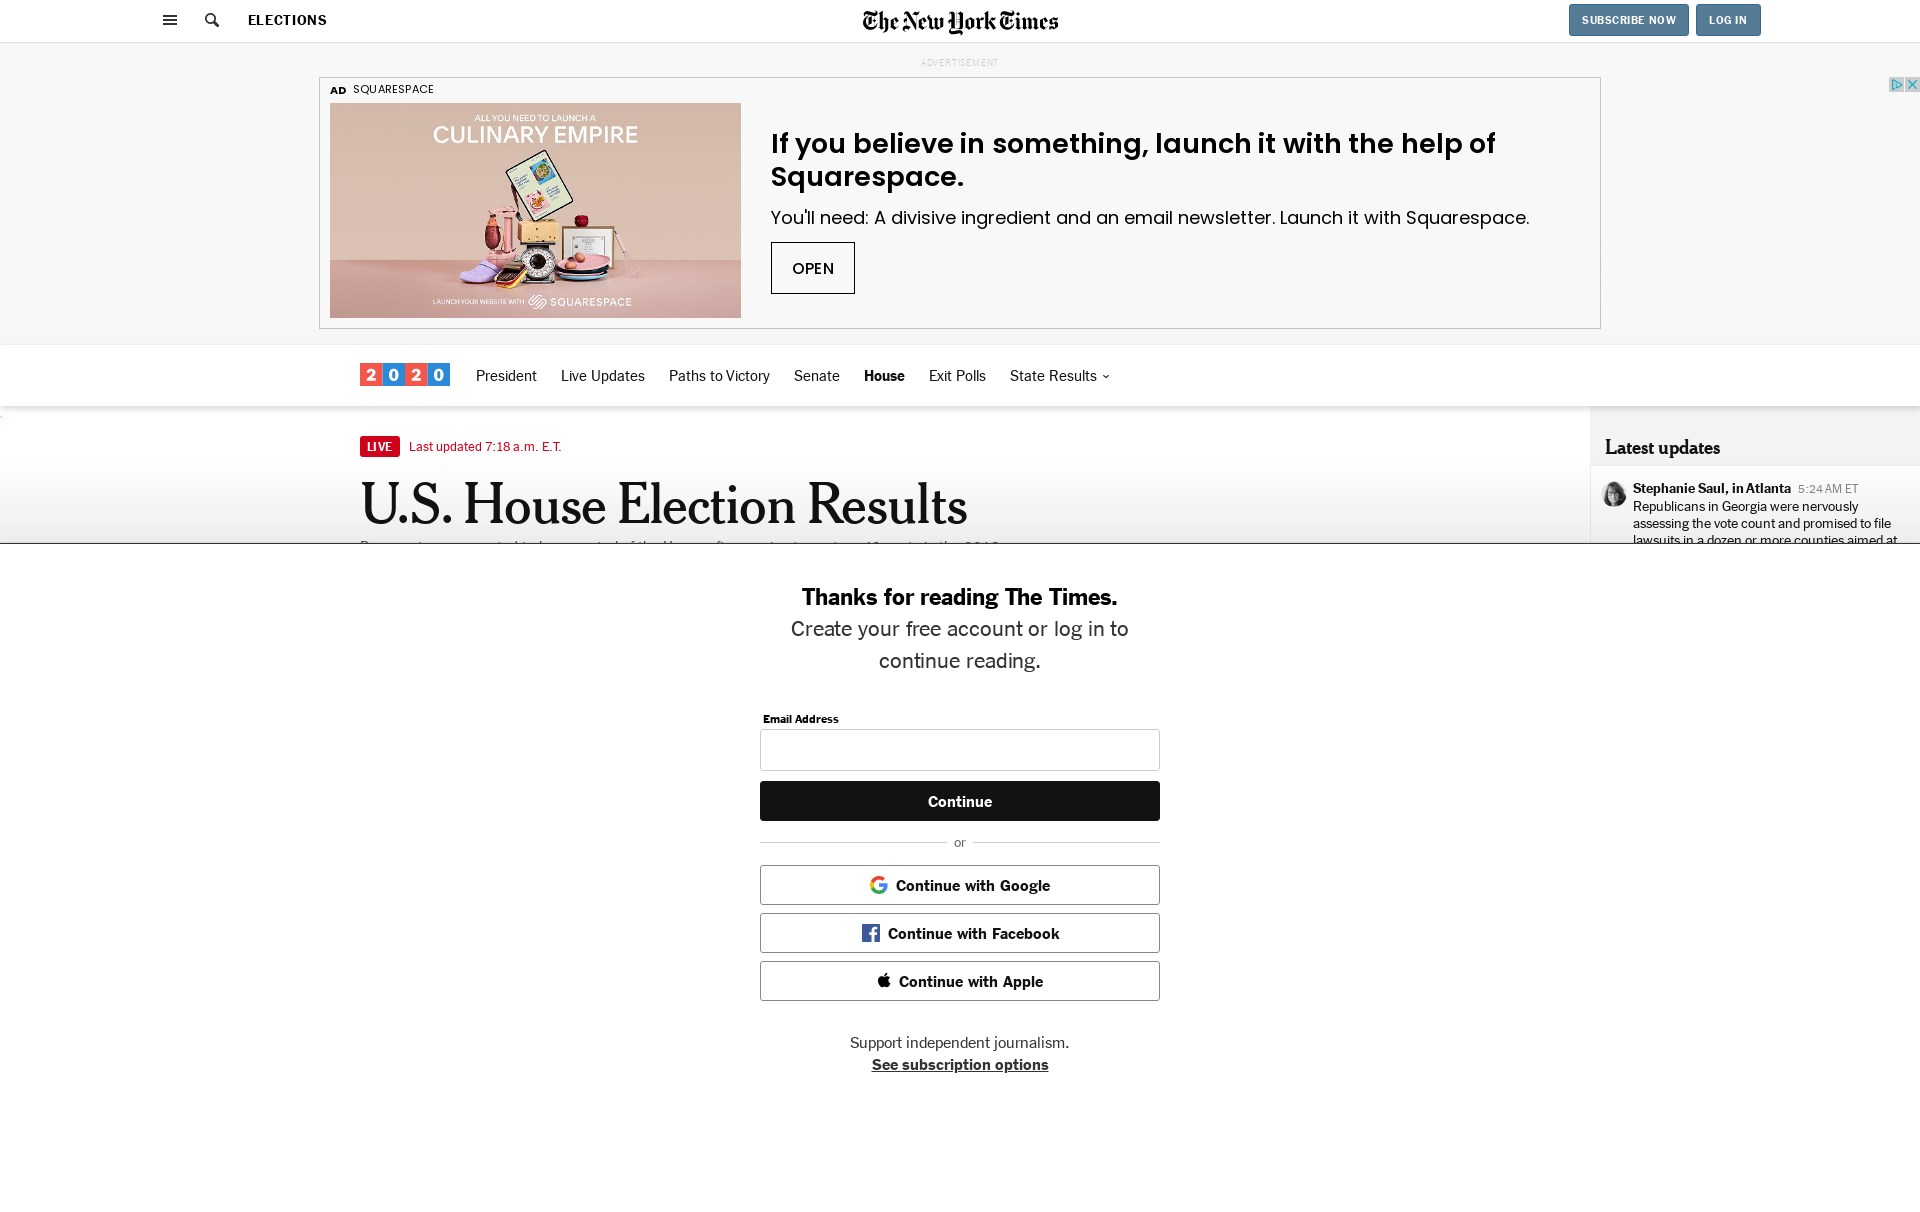 ELECTIONS
The New York Times
SUBSCRIBE NOW
LOG IN
ADVERTISEMENT
AD SQUARESPACE
ALL YOU NEED TO LAUNCH A
CULINARY EMPIRE
LAUNCH YOUR WEBSITE WITH SQUARESPACE
If you believe in something, launch it with the help of
Squarespace.
You'll need: A divisive ingredient and an email newsletter. Launch it with Squarespace.
OPEN
2020
President
Live Updates
Paths to Victory
Senate
House
Exit Polls
State Results
LIVE Last updated 7:18 a.m. E.T.
U.S. House Election Results
Latest updates
Stephanie Saul, in Atlanta 5:24 AM ET
Republicans in Georgia were nervously
assessing the vote count and promised to file
lawsuits in a dozen or more counties aimed at
Thanks for reading The Times.
Create your free account or log in to
continue reading.
Email Address
Continue
or
Continue with Google
Continue with Facebook
Continue with Apple
Support independent journalism.
See subscription options